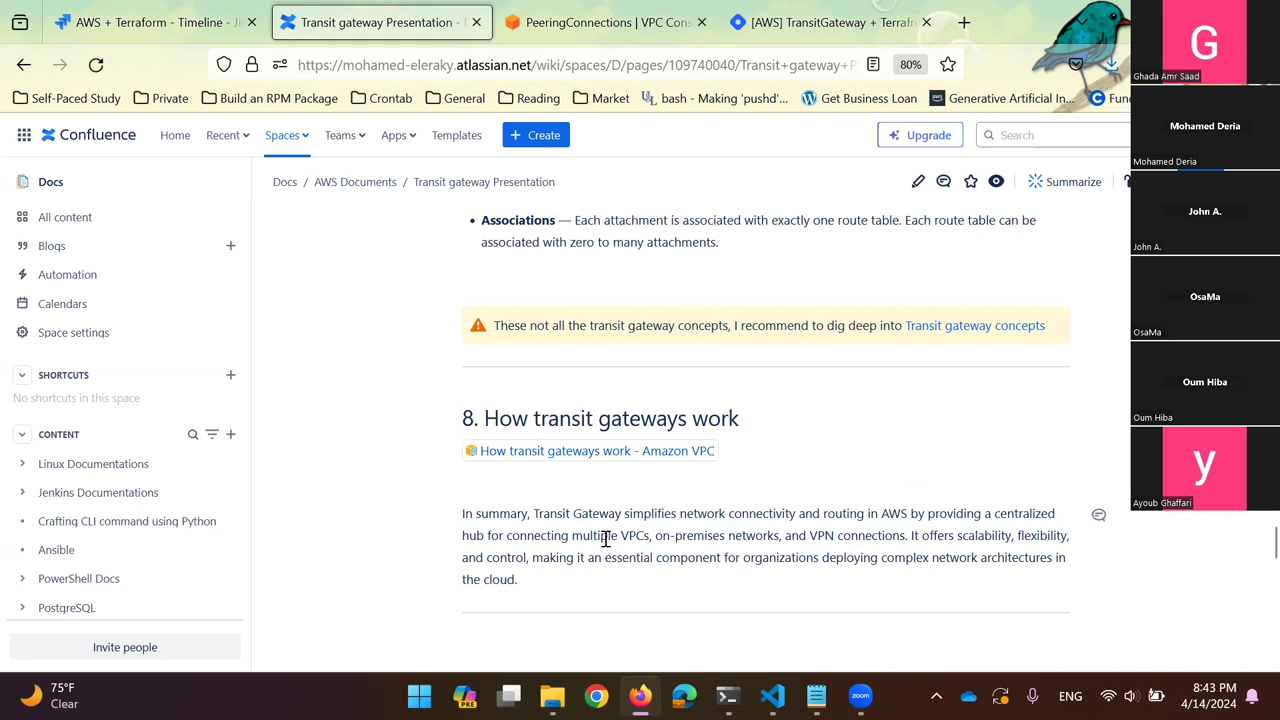 AWS + Terraform - Timeline - Ji
Transit gateway Presentation -
PeeringConnections | VPC Cons
[AWS] TransitGateway + Terrafr
https://mohamed-eleraky.atlassian.net/wiki/spaces/D/pages/109740040/Transit+gateway+P
80%
Self-Paced Study
Private
Build an RPM Package
Crontab
General
Reading
Market
bash - Making 'pushd'...
Get Business Loan
Generative Artificial In...
Confluence
Home
Recent
Spaces
Teams
Apps
Templates
Create
Upgrade
Search
Docs
Docs / AWS Documents / Transit gateway Presentation
Summarize
All content
Blogs
Automation
Calendars
Space settings
SHORTCUTS
No shortcuts in this space
CONTENT
Linux Documentations
Jenkins Documentations
Crafting CLI command using Python
Ansible
PowerShell Docs
PostgreSQL
Invite people
• Associations — Each attachment is associated with exactly one route table. Each route table can be
associated with zero to many attachments.
These not all the transit gateway concepts, I recommend to dig deep into Transit gateway concepts
8. How transit gateways work
How transit gateways work - Amazon VPC
In summary, Transit Gateway simplifies network connectivity and routing in AWS by providing a centralized
hub for connecting multiple VPCs, on-premises networks, and VPN connections. It offers scalability, flexibility,
and control, making it an essential component for organizations deploying complex network architectures in
the cloud.
G
Ghada Amr Saad
Mohamed Deria
Mohamed Deria
John A.
John A.
OsaMa
OsaMa
Oum Hiba
Oum Hiba
y
Ayoub Ghaffari
75°F
Clear
PRE
zoom
ENG
8:43 PM
4/14/2024